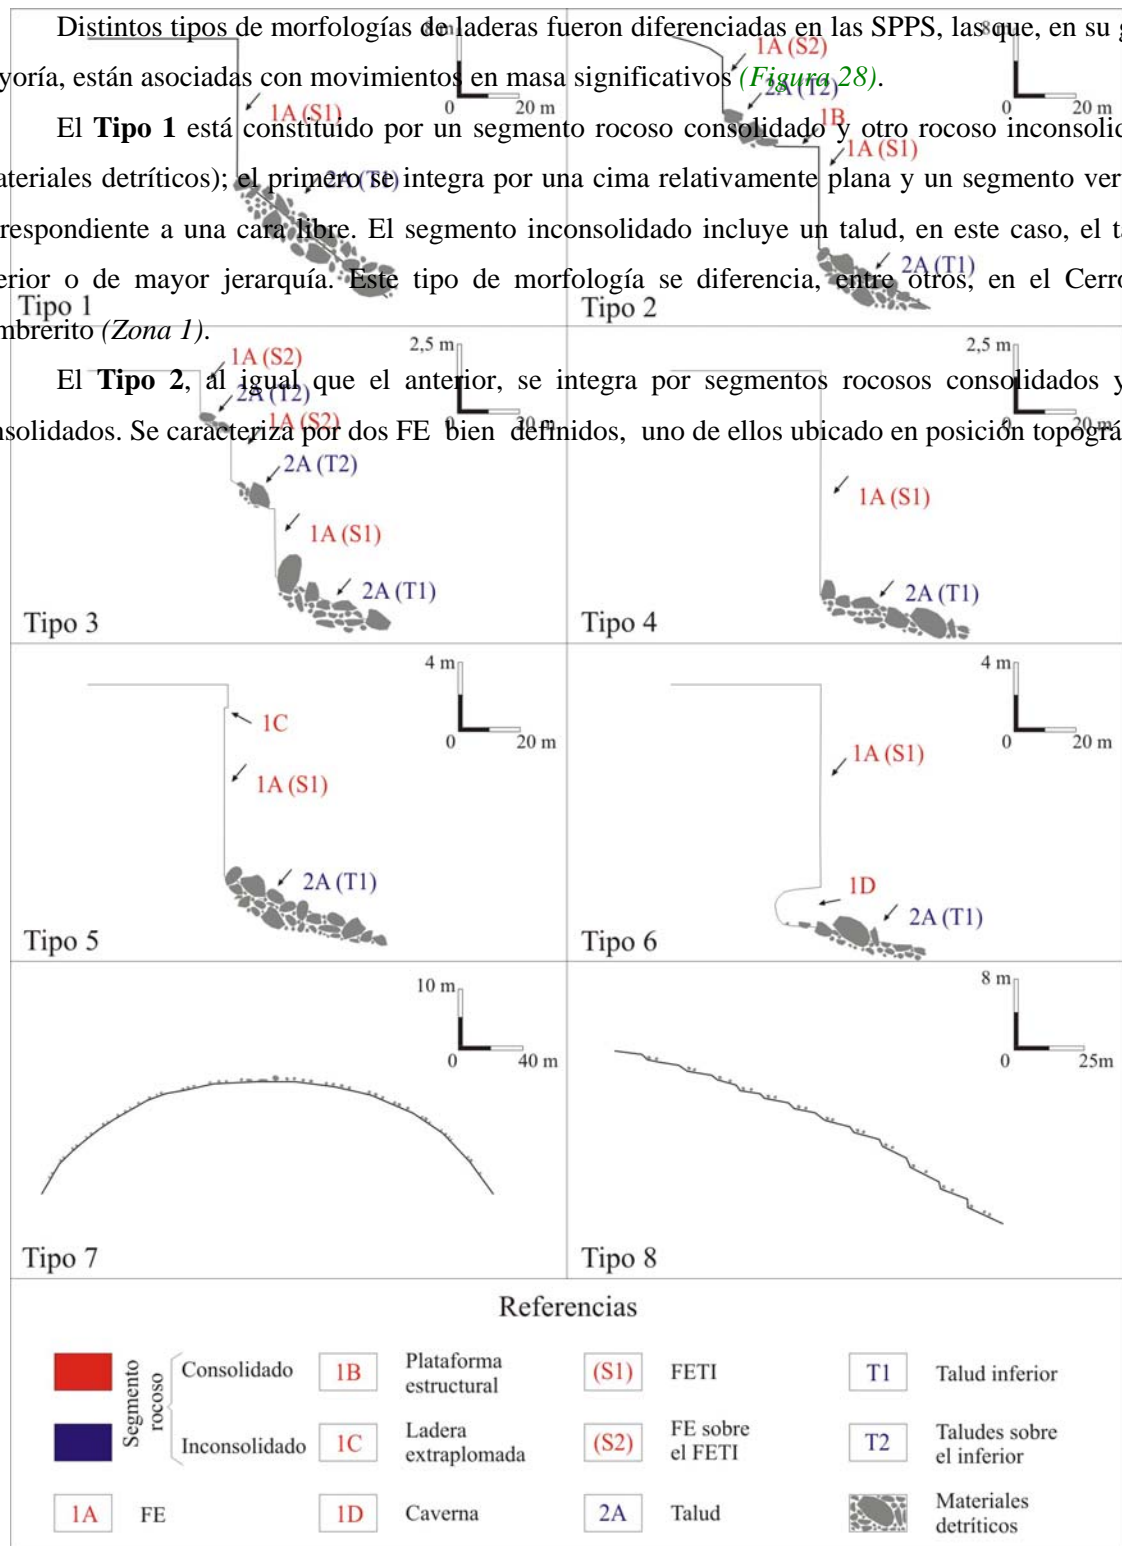 Distintos tipos de morfologías de laderas fueron diferenciadas en las SPPS, las que, en su g
yoría, están asociadas con movimientos en masa significativos (Figura 28).
El Tipo 1 está constituido por un segmento rocoso consolidado y otro rocoso inconsolid
ateriales detríticos); el primero se integra por una cima relativamente plana y un segmento ver
respondiente a una cara libre. El segmento inconsolidado incluye un talud, en este caso, el ta
erior o de mayor jerarquía. Este tipo de morfología se diferencia, entre otros, en el Cerro
mbrerito (Zona 1).
El Tipo 2, al igual que el anterior, se integra por segmentos rocosos consolidados y
nsolidados. Se caracteriza por dos FE bien definidos, uno de ellos ubicado en posición topográ
8 m
0 20 m
1A (S1)
2A (T1)
Tipo 1
8 m
0 20 m
1A (S2)
2A (T2)
1B
1A (S1)
2A (T1)
Tipo 2
2,5 m
0 20 m
1A (S2)
2A (T2)
1A (S2)
2A (T2)
1A (S1)
2A (T1)
Tipo 3
2,5 m
0 20 m
1A (S1)
2A (T1)
Tipo 4
4 m
0 20 m
1C
1A (S1)
2A (T1)
Tipo 5
4 m
0 20 m
1A (S1)
1D
2A (T1)
Tipo 6
10 m
0 40 m
Tipo 7
8 m
0 25m
Tipo 8
Referencias
Segmento
rocoso
Consolidado
Inconsolidado
1A FE
1B Plataforma
estructural
1C Ladera
extraplomada
1D Caverna
(S1) FETI
(S2) FE sobre
el FETI
2A Talud
T1 Talud inferior
T2 Taludes sobre
el inferior
Materiales
detríticos